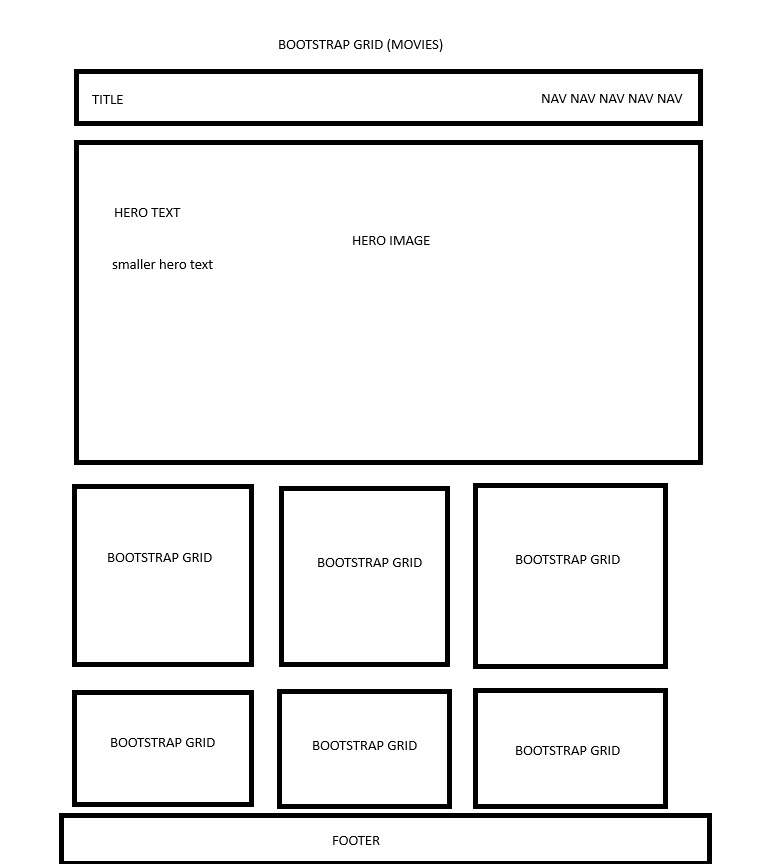 BOOTSTRAP GRID (MOVIES)
TITLE
NAV NAV NAV NAV NAV
HERO TEXT
HERO IMAGE
smaller hero text
BOOTSTRAP GRID
BOOTSTRAP GRID
BOOTSTRAP GRID
BOOTSTRAP GRID
BOOTSTRAP GRID
BOOTSTRAP GRID
FOOTER